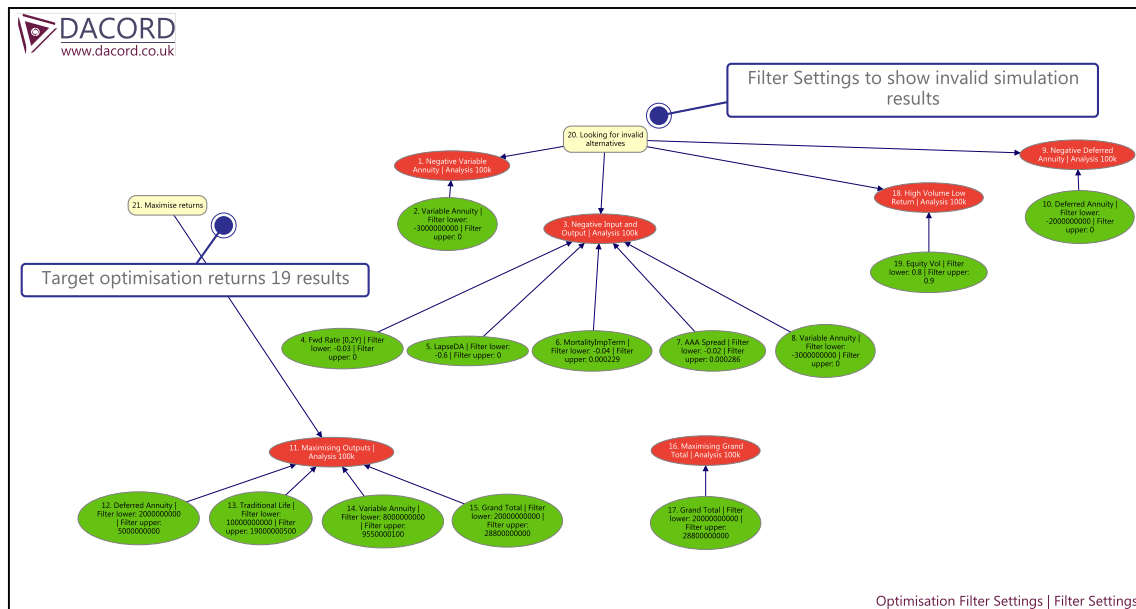 DACORD
www.dacord.co.uk
Filter Settings to show invalid simulation
results
20. Looking for invalid
alternatives
1. Negative Variable
Annuity | Analysis 100k
9. Negative Deferred
Annuity | Analysis 100k
18. High Volume Low
Return | Analysis 100k
2. Variable Annuity |
Filter lower:
-3000000000 | Filter
upper: 0
10. Deferred Annuity |
Filter lower:
-2000000000 | Filter
upper: 0
21. Maximise returns
3. Negative Input and
Output | Analysis 100k
Target optimisation returns 19 results
19. Equity Vol | Filter
lower: 0.8 | Filter upper:
0.9
4. Fwd Rate [0,2Y] | Filter
lower: -0.03 | Filter
upper: 0
5. LapseDA | Filter lower:
-0.6 | Filter upper: 0
6. MortalityImpTerm |
Filter lower: -0.04 | Filter
upper: 0.000229
7. AAA Spread | Filter
lower: -0.02 | Filter
upper: 0.000286
8. Variable Annuity |
Filter lower:
-3000000000 | Filter
upper: 0
11. Maximising Outputs |
Analysis 100k
16. Maximising Grand
Total | Analysis 100k
12. Deferred Annuity |
Filter lower: 2000000000
| Filter upper:
5000000000
13. Traditional Life |
Filter lower:
10000000000 | Filter
upper: 19000000500
14. Variable Annuity |
Filter lower: 8000000000
| Filter upper:
9550000100
15. Grand Total | Filter
lower: 20000000000 |
Filter upper:
28800000000
17. Grand Total | Filter
lower: 20000000000 |
Filter upper:
28800000000
Optimisation Filter Settings | Filter Settings